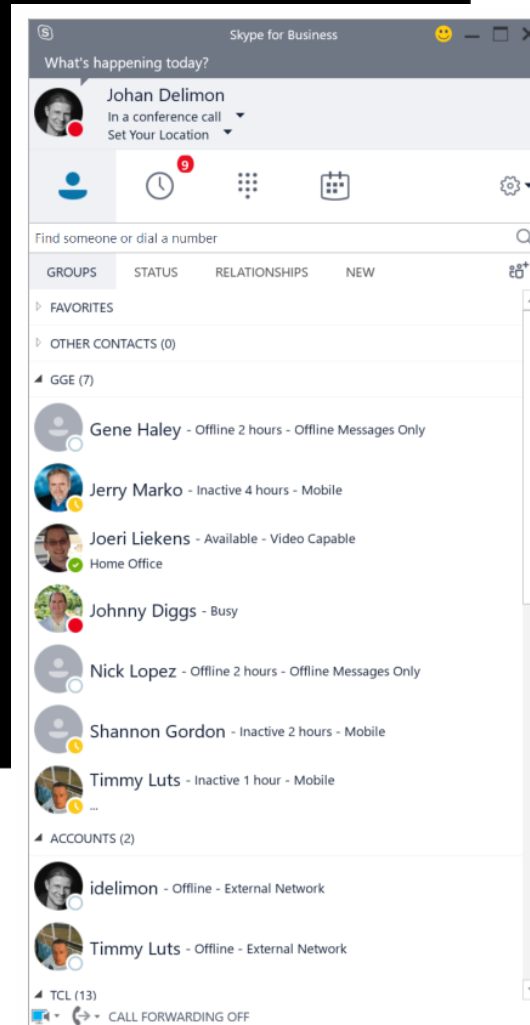 Skype for Business
What's happening today?
Johan Delimon
In a conference call
Set Your Location
9
Find someone or dial a number
GROUPS STATUS RELATIONSHIPS NEW
FAVORITES
OTHER CONTACTS (0)
GGE (7)
Gene Haley - Offline 2 hours - Offline Messages Only
Jerry Marko - Inactive 4 hours - Mobile
Joeri Liekens - Available - Video Capable
Home Office
Johnny Diggs - Busy
Nick Lopez - Offline 2 hours - Offline Messages Only
Shannon Gordon - Inactive 2 hours - Mobile
Timmy Luts - Inactive 1 hour - Mobile
...
ACCOUNTS (2)
idelimon - Offline - External Network
Timmy Luts - Offline - External Network
TCL (13)
CALL FORWARDING OFF